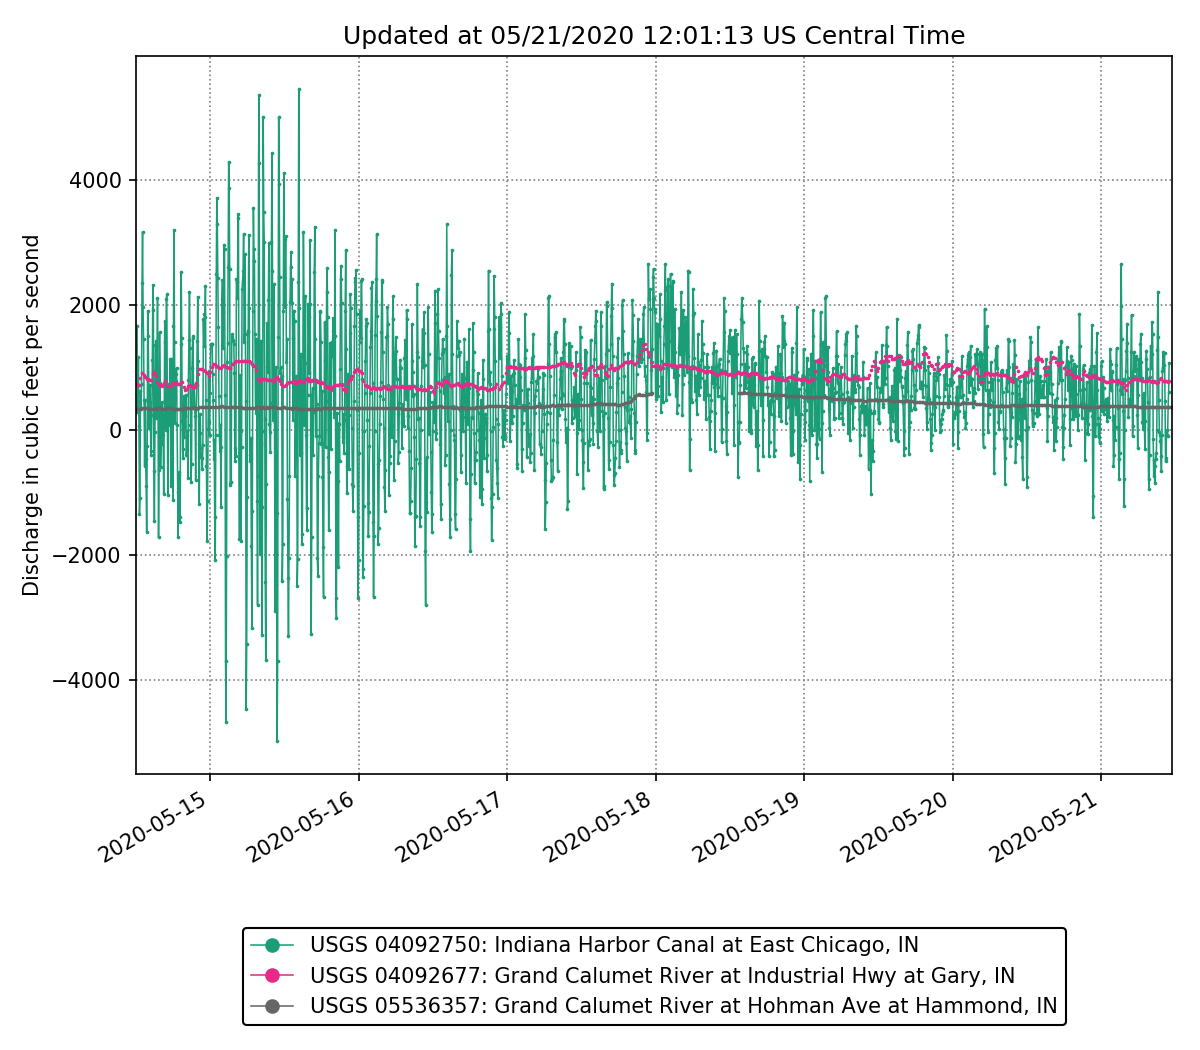 Updated at 05/21/2020 12:01:13 US Central Time
Discharge in cubic feet per second
4000
2000
0
−2000
−4000
2020-05-15
2020-05-16
2020-05-17
2020-05-18
2020-05-19
2020-05-20
2020-05-21
USGS 04092750: Indiana Harbor Canal at East Chicago, IN
USGS 04092677: Grand Calumet River at Industrial Hwy at Gary, IN
USGS 05536357: Grand Calumet River at Hohman Ave at Hammond, IN